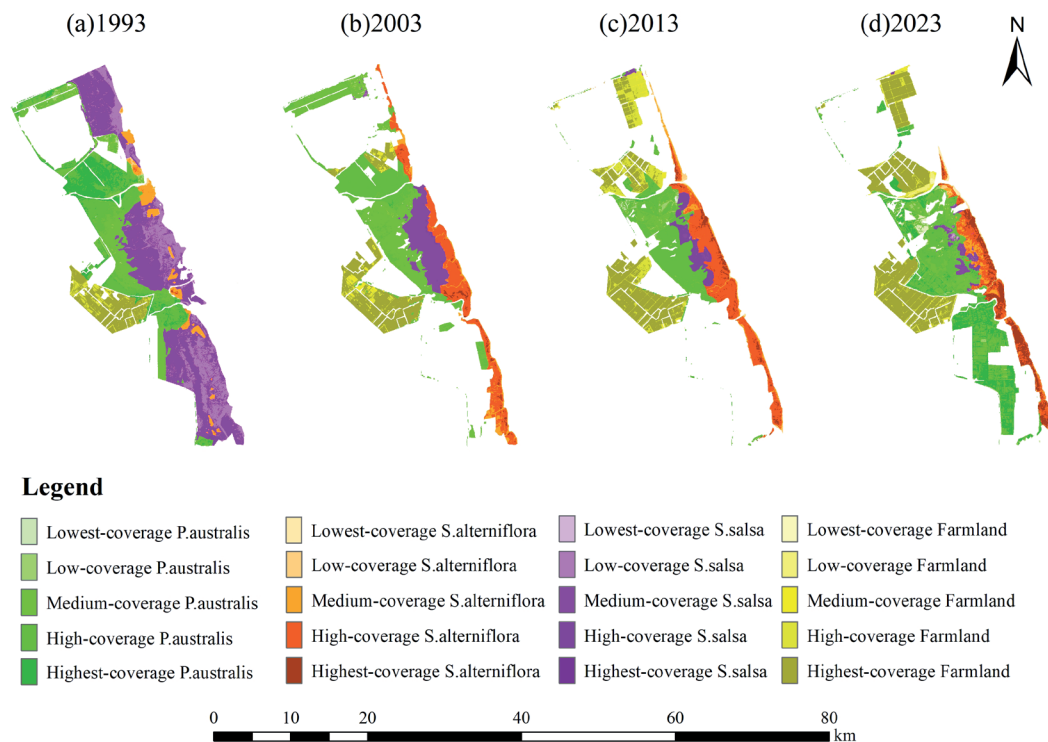 (a)1993
(b)2003
(c)2013
(d)2023
N
Legend
Lowest-coverage P.australis
Low-coverage P.australis
Medium-coverage P.australis
High-coverage P.australis
Highest-coverage P.australis
Lowest-coverage S.alterniflora
Low-coverage S.alterniflora
Medium-coverage S.alterniflora
High-coverage S.alterniflora
Highest-coverage S.alterniflora
Lowest-coverage S.salsa
Low-coverage S.salsa
Medium-coverage S.salsa
High-coverage S.salsa
Highest-coverage S.salsa
Lowest-coverage Farmland
Low-coverage Farmland
Medium-coverage Farmland
High-coverage Farmland
Highest-coverage Farmland
0 10 20 40 60 80
km